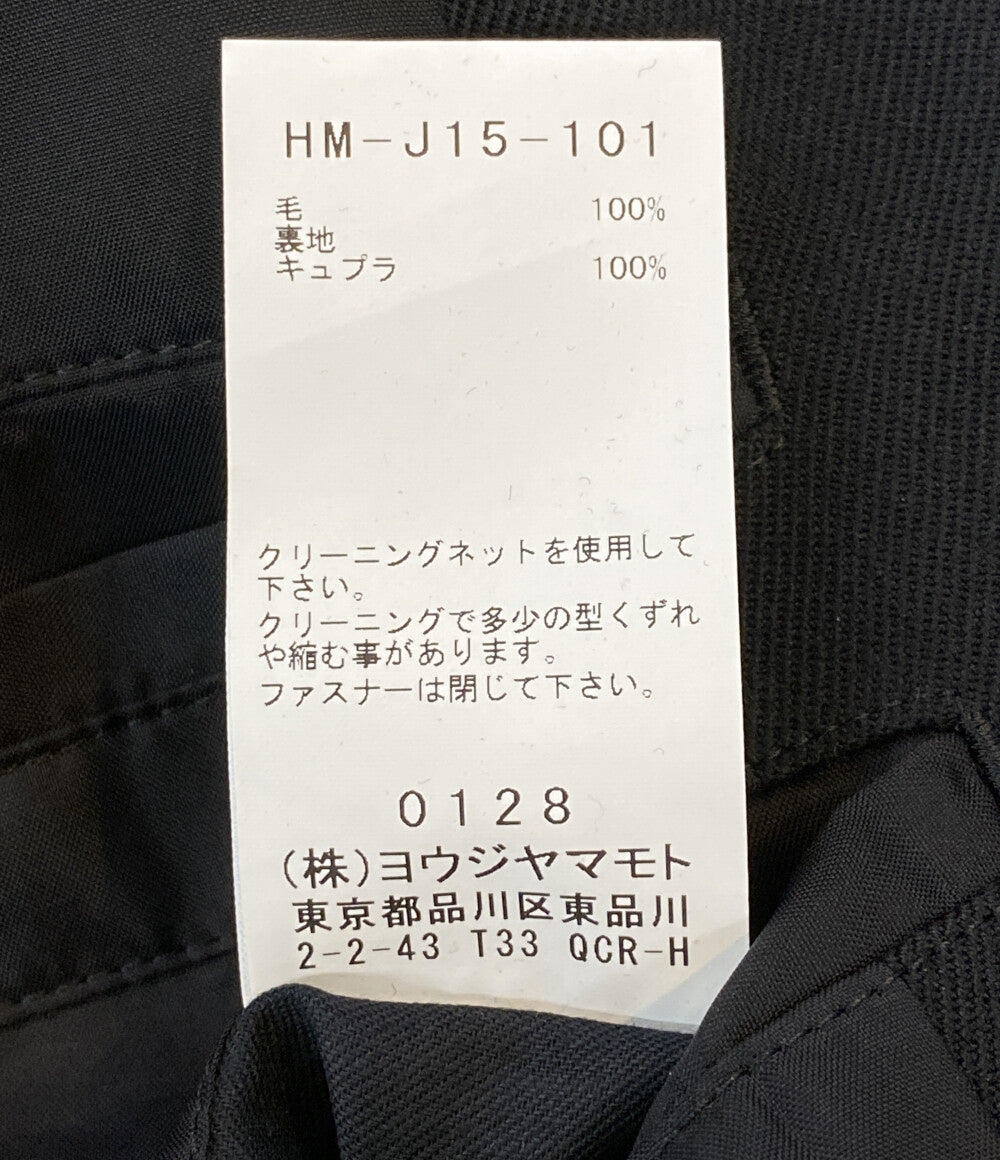 HM-J15-101
毛 100%
裏地
キュプラ 100%
クリーニングネットを使用して
下さい。
クリーニングで多少の型くずれ
や縮む事があります。
ファスナーは閉じて下さい。
0128
(株)ヨウジヤマモト
東京都品川区東品川
2-2-43 T33 QCR-H